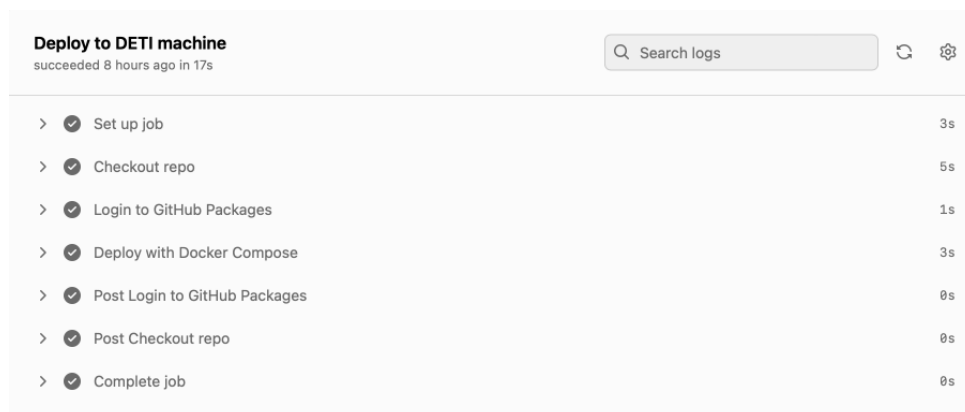 Deploy to DETI machine
succeeded 8 hours ago in 17s
Search logs
Set up job 3s
Checkout repo 5s
Login to GitHub Packages 1s
Deploy with Docker Compose 3s
Post Login to GitHub Packages 0s
Post Checkout repo 0s
Complete job 0s